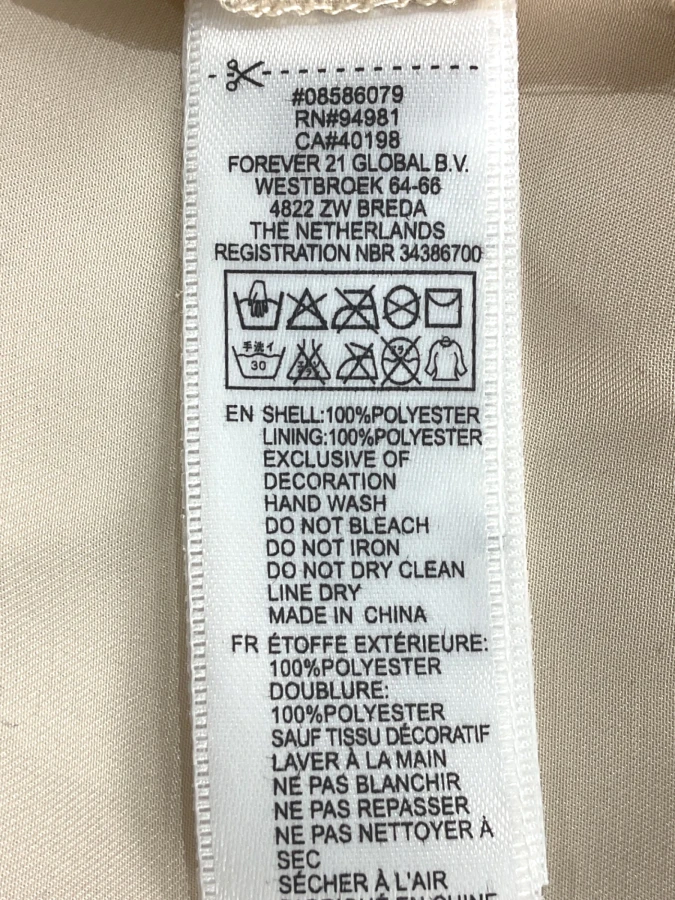 #08586079
RN#94981
CA#40198
FOREVER 21 GLOBAL B.V.
WESTBROEK 64-66
4822 ZW BREDA
THE NETHERLANDS
REGISTRATION NBR 34386700
手洗イ
30
EN SHELL:100%POLYESTER
LINING:100%POLYESTER
EXCLUSIVE OF
DECORATION
HAND WASH
DO NOT BLEACH
DO NOT IRON
DO NOT DRY CLEAN
LINE DRY
MADE IN CHINA
FR ÉTOFFE EXTÉRIEURE:
100%POLYESTER
DOUBLURE:
100%POLYESTER
SAUF TISSU DÉCORATIF
LAVER À LA MAIN
NE PAS BLANCHIR
NE PAS REPASSER
NE PAS NETTOYER À
SEC
SÉCHER À L'AIR